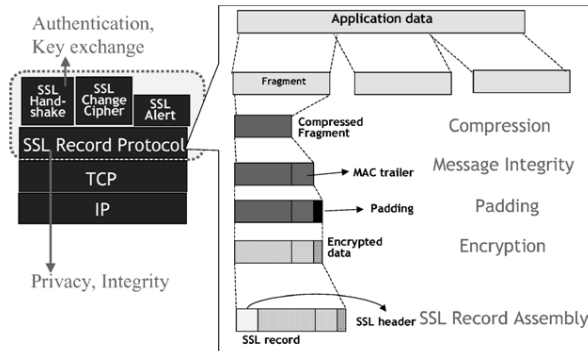 Authentication,
Key exchange
SSL
Hand-
shake
SSL
Change
Cipher
SSL
Alert
SSL Record Protocol
TCP
IP
Privacy, Integrity
Application data
Fragment
Compressed
Fragment
Compression
MAC trailer
Message Integrity
Padding
Padding
Encrypted
data
Encryption
SSL header
SSL Record Assembly
SSL record